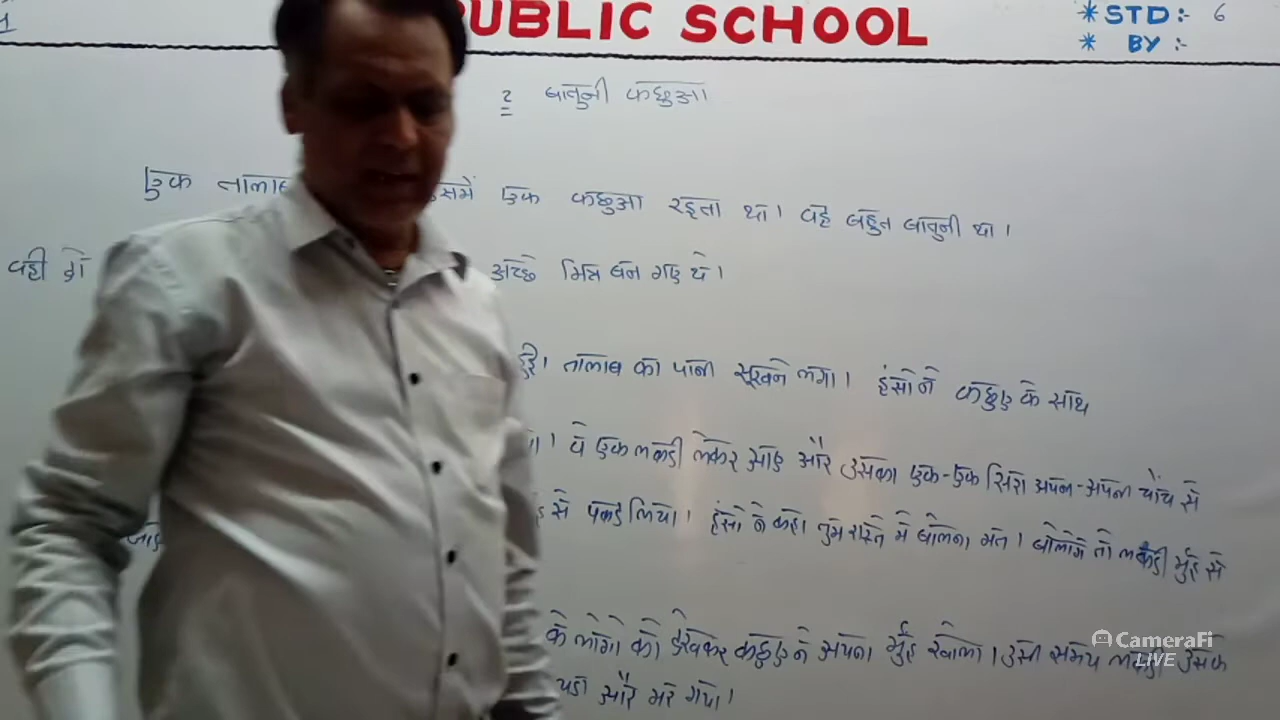 PUBLIC SCHOOL
* STD:- 6
* BY :-
२ बातुनी कछुआ
एक तालाब समें एक कछुआ रहता था। वह बहुत बातुनी था।
वही दो अच्छे मित्र बन गए थे।
तालाब का पानी सूखने लगा। हंसो ने कछुए के साथ
वे एक लकडी लेकर आए और उसका एक-एक सिरा अपन-अपना चोंच से
से पकड लिया। हंसो ने कहा तुम रास्ते मे बोलना मत। बोलोगे तो लकडी मुँह से
के लोगो को देखकर कछुए ने अपना मुँह खोला। उसी समय लकडी उसक
पडा और मर गया।
CameraFi
LIVE